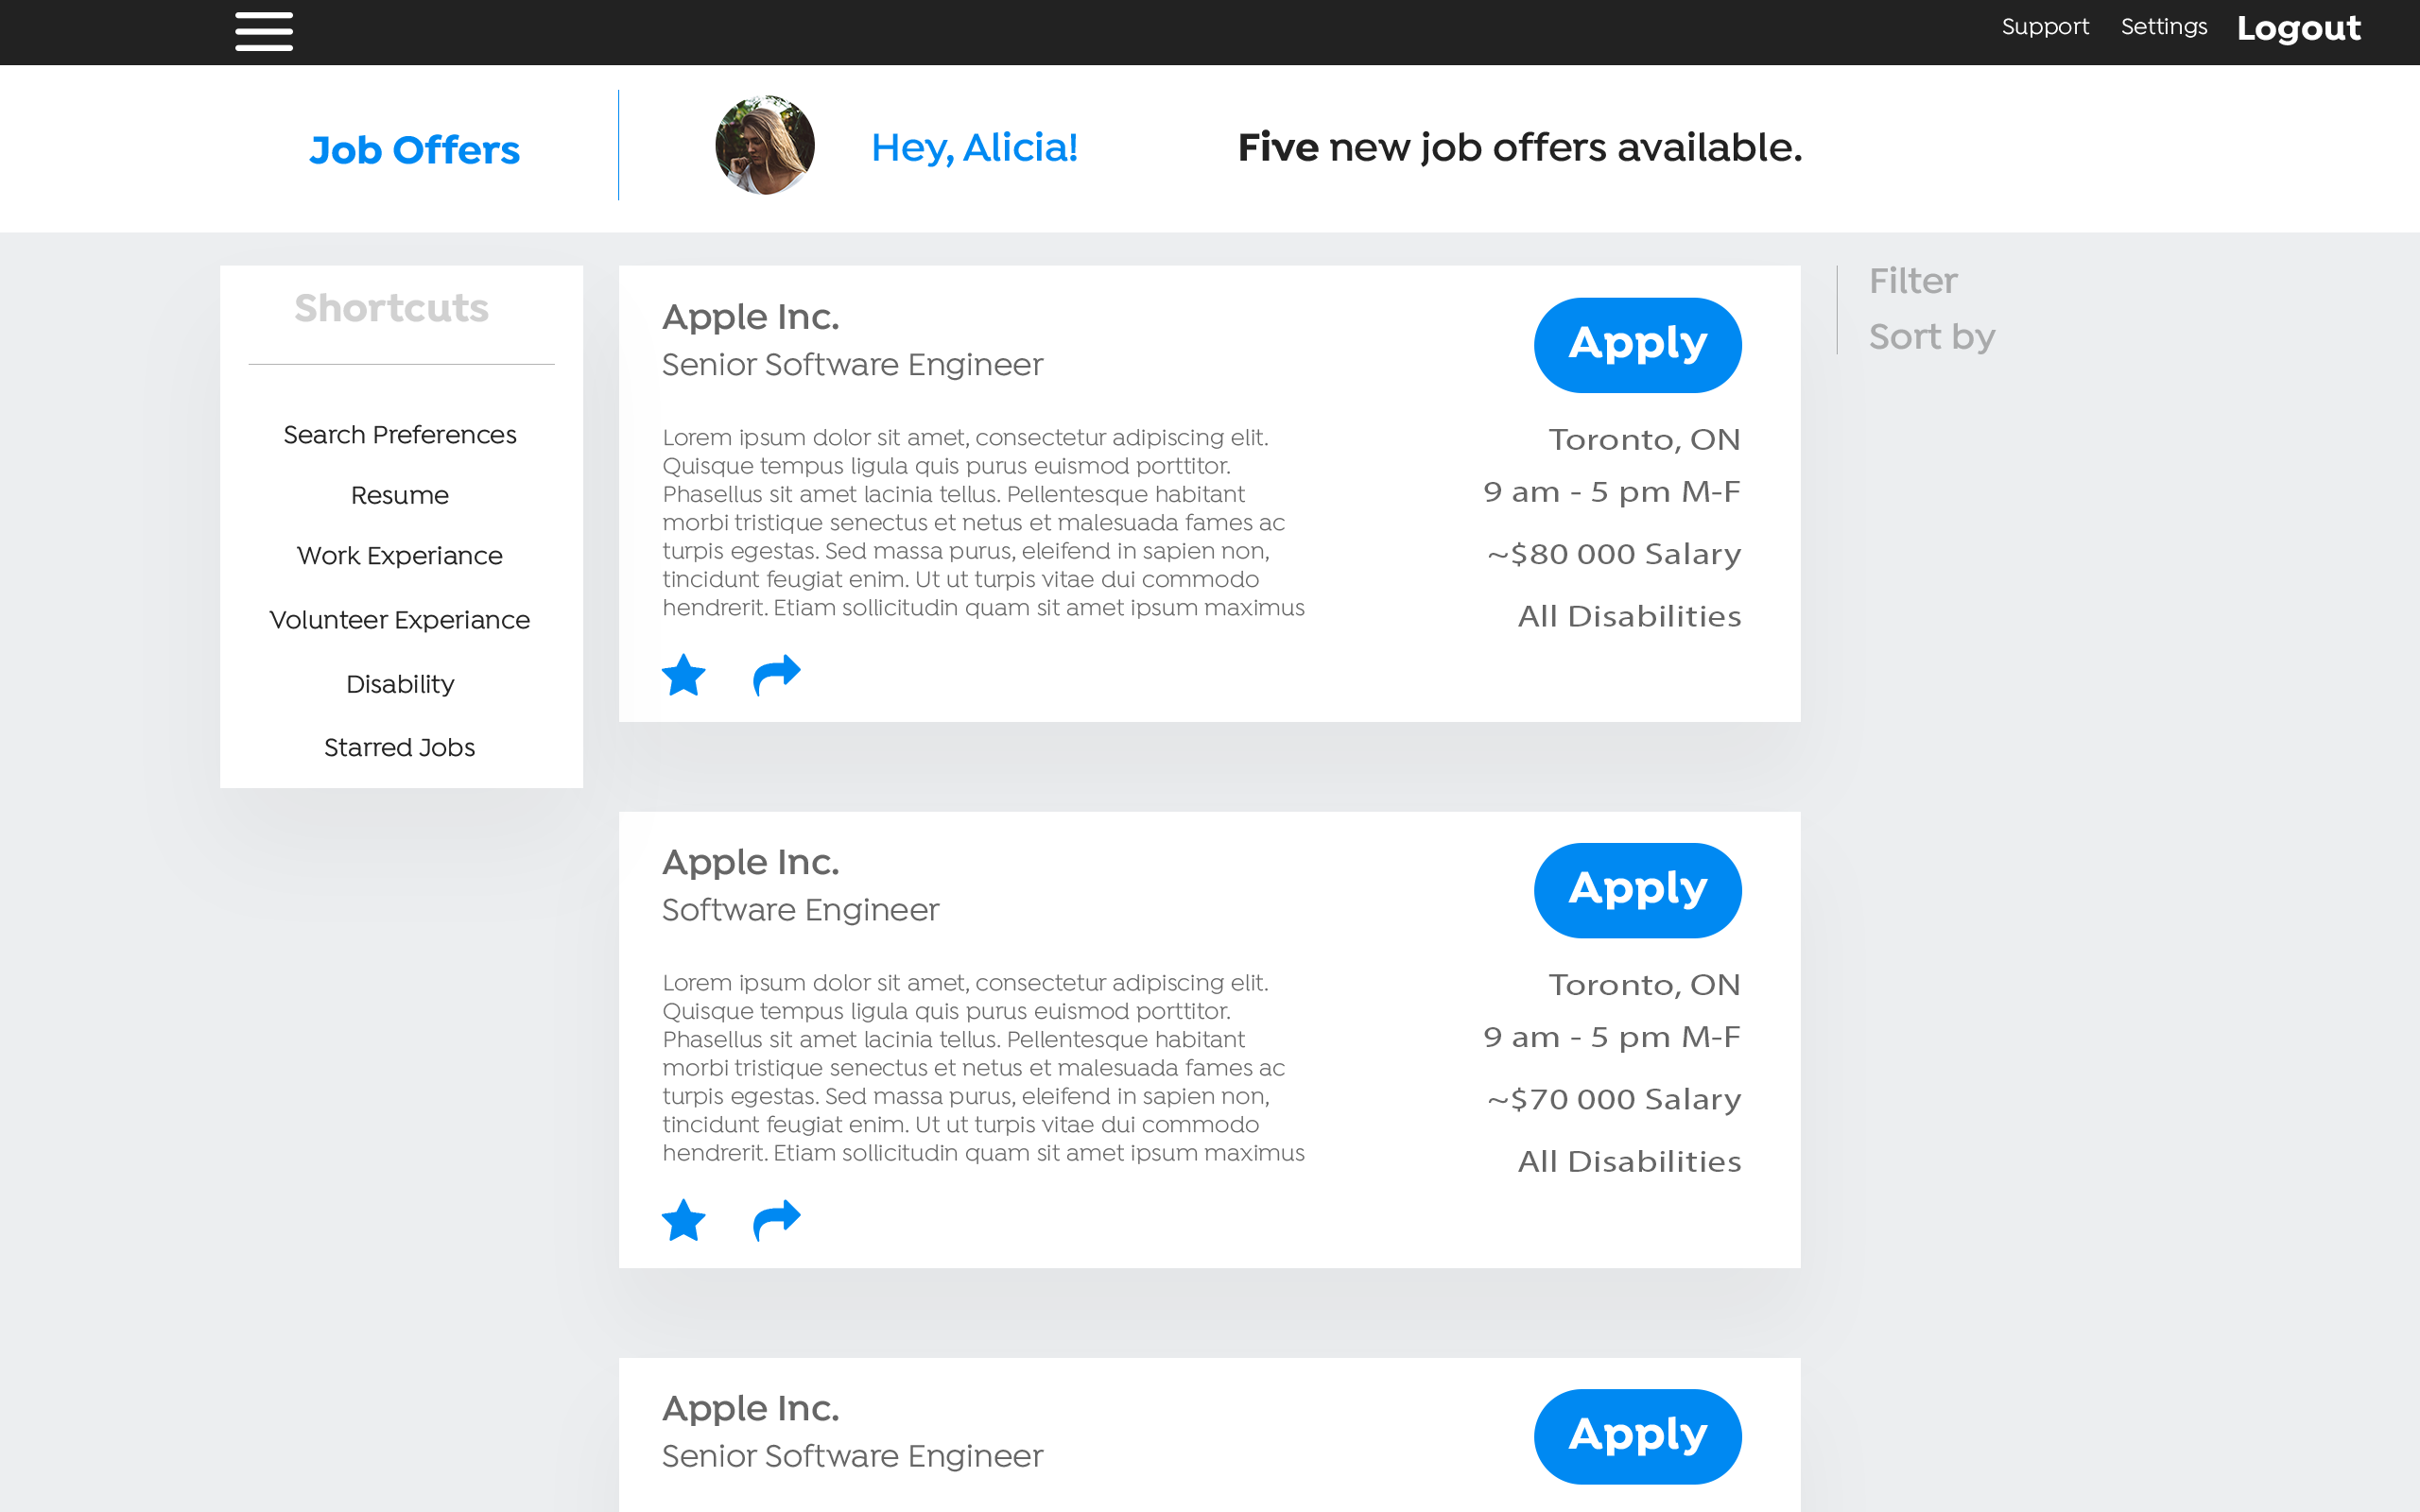 Support Settings Logout
Job Offers
Hey, Alicia!
Five new job offers available.
Shortcuts
Search Preferences
Resume
Work Experiance
Volunteer Experiance
Disability
Starred Jobs
Apple Inc.
Senior Software Engineer
Apply
Lorem ipsum dolor sit amet, consectetur adipiscing elit.
Quisque tempus ligula quis purus euismod porttitor.
Phasellus sit amet lacinia tellus. Pellentesque habitant
morbi tristique senectus et netus et malesuada fames ac
turpis egestas. Sed massa purus, eleifend in sapien non,
tincidunt feugiat enim. Ut ut turpis vitae dui commodo
hendrerit. Etiam sollicitudin quam sit amet ipsum maximus
Toronto, ON
9 am - 5 pm M-F
~$80 000 Salary
All Disabilities
Filter
Sort by
Apple Inc.
Software Engineer
Apply
Lorem ipsum dolor sit amet, consectetur adipiscing elit.
Quisque tempus ligula quis purus euismod porttitor.
Phasellus sit amet lacinia tellus. Pellentesque habitant
morbi tristique senectus et netus et malesuada fames ac
turpis egestas. Sed massa purus, eleifend in sapien non,
tincidunt feugiat enim. Ut ut turpis vitae dui commodo
hendrerit. Etiam sollicitudin quam sit amet ipsum maximus
Toronto, ON
9 am - 5 pm M-F
~$70 000 Salary
All Disabilities
Apple Inc.
Senior Software Engineer
Apply